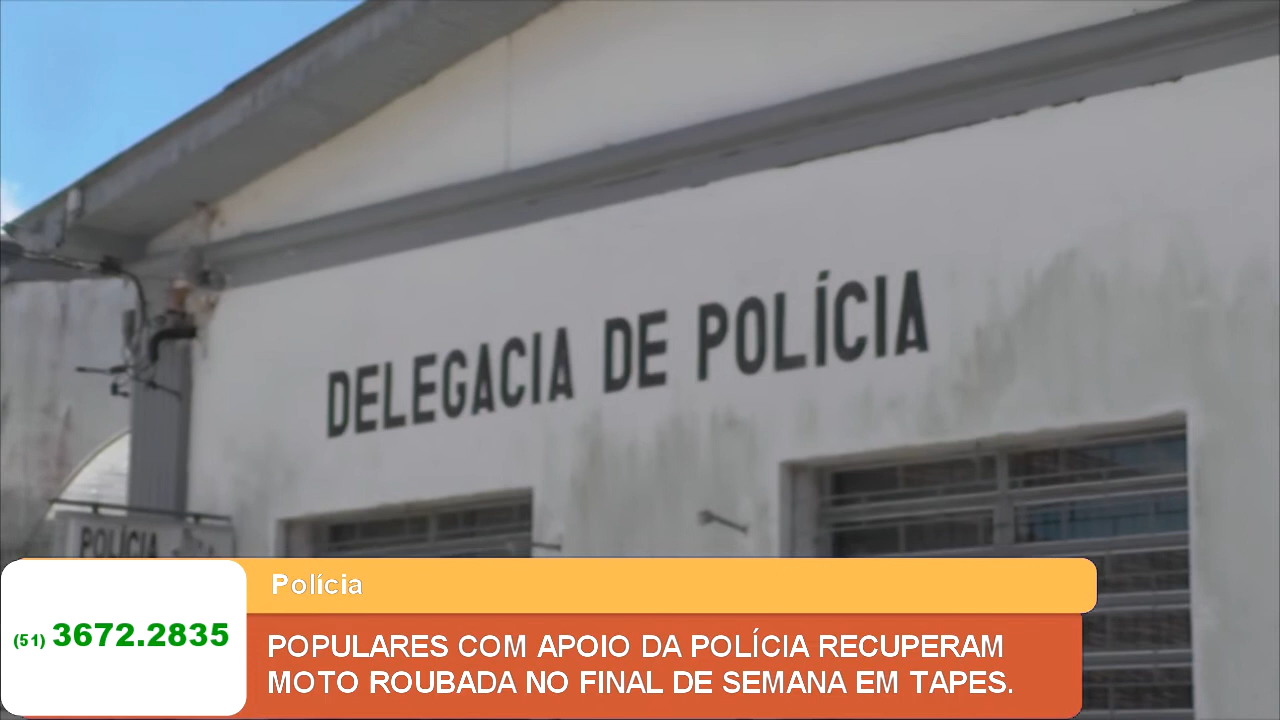 DELEGACIA DE POLÍCIA
POLÍCIA
Polícia
(51) 3672.2835
POPULARES COM APOIO DA POLÍCIA RECUPERAM
MOTO ROUBADA NO FINAL DE SEMANA EM TAPES.